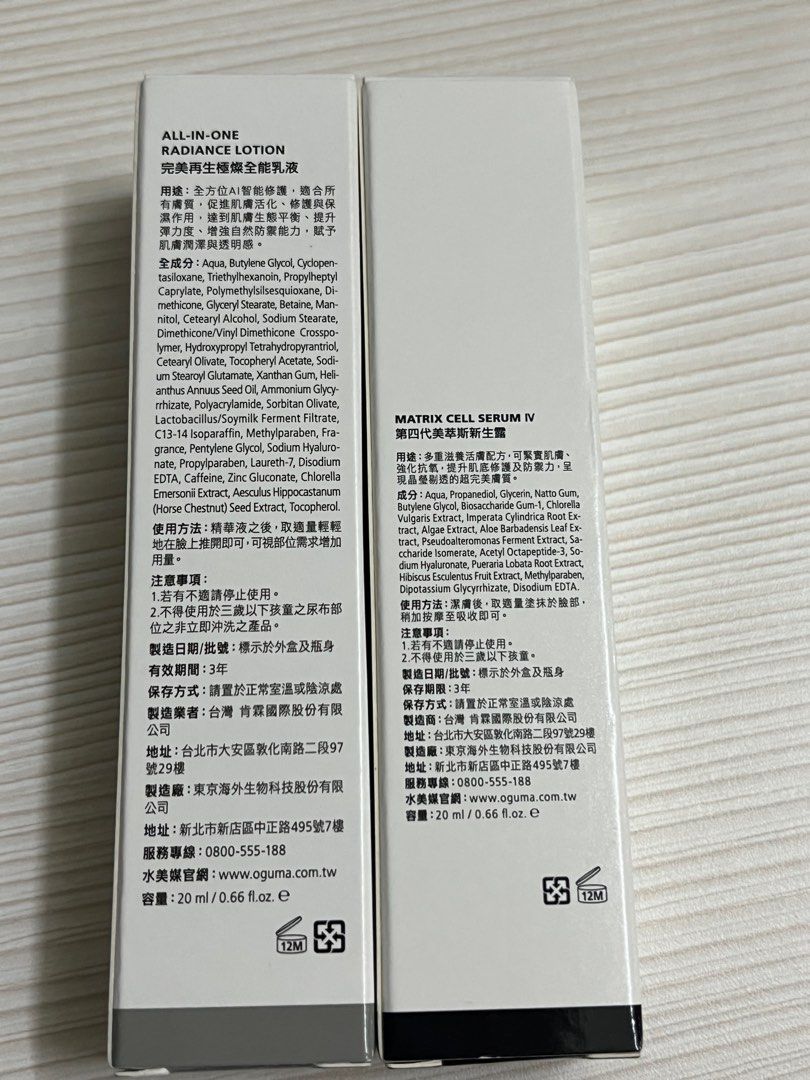 ALL-IN-ONE
RADIANCE LOTION
完美再生極燦全能乳液
用途：全方位AI智能修護，適合所
有膚質，促進肌膚活化、修護與保
濕作用，達到肌膚生態平衡、提升
彈力度、增強自然防禦能力，賦予
肌膚潤澤與透明感。
全成分：Aqua, Butylene Glycol, Cyclopen-
tasiloxane, Triethylhexanoin, Propylheptyl
Caprylate, Polymethylsilsesquioxane, Di-
methicone, Glyceryl Stearate, Betaine, Man-
nitol, Cetearyl Alcohol, Sodium Stearate,
Dimethicone/Vinyl Dimethicone Crosspo-
lymer, Hydroxypropyl Tetrahydropyrantriol,
Cetearyl Olivate, Tocopheryl Acetate, Sodi-
um Stearoyl Glutamate, Xanthan Gum, Heli-
anthus Annuus Seed Oil, Ammonium Glycy-
rrhizate, Polyacrylamide, Sorbitan Olivate,
Lactobacillus/Soymilk Ferment Filtrate,
C13-14 Isoparaffin, Methylparaben, Fra-
grance, Pentylene Glycol, Sodium Hyaluro-
nate, Propylparaben, Laureth-7, Disodium
EDTA, Caffeine, Zinc Gluconate, Chlorella
Emersonii Extract, Aesculus Hippocastanum
(Horse Chestnut) Seed Extract, Tocopherol.
使用方法：精華液之後，取適量輕輕
地在臉上推開即可，可視部位需求增加
用量。
注意事項：
1.若有不適請停止使用。
2.不得使用於三歲以下孩童之尿布部
位之非立即沖洗之產品。
製造日期/批號：標示於外盒及瓶身
有效期間：3年
保存方式：請置於正常室溫或陰涼處
製造業者：台灣 肯霖國際股份有限
公司
地址：台北市大安區敦化南路二段97
號29樓
製造廠：東京海外生物科技股份有限
公司
地址：新北市新店區中正路495號7樓
服務專線：0800-555-188
水美媒官網：www.oguma.com.tw
容量：20 ml / 0.66 fl.oz. ℮
12M
MATRIX CELL SERUM IV
第四代美萃斯新生露
用途：多重滋養活膚配方，可緊實肌膚、
強化抗氧，提升肌底修護及防禦力，呈
現晶瑩剔透的超完美膚質。
成分：Aqua, Propanediol, Glycerin, Natto Gum,
Butylene Glycol, Biosaccharide Gum-1, Chlorella
Vulgaris Extract, Imperata Cylindrica Root Ex-
tract, Algae Extract, Aloe Barbadensis Leaf Ex-
tract, Pseudoalteromonas Ferment Extract, Sa-
ccharide Isomerate, Acetyl Octapeptide-3, So-
dium Hyaluronate, Pueraria Lobata Root Extract,
Hibiscus Esculentus Fruit Extract, Methylparaben,
Dipotassium Glycyrrhizate, Disodium EDTA.
使用方法：潔膚後，取適量塗抹於臉部，
稍加按摩至吸收即可。
注意事項：
1.若有不適請停止使用。
2.不得使用於三歲以下孩童。
製造日期/批號：標示於外盒及瓶身
保存期限：3年
保存方式：請置於正常室溫或陰涼處
製造商：台灣 肯霖國際股份有限公司
地址：台北市大安區敦化南路二段97號29樓
製造廠：東京海外生物科技股份有限公司
地址：新北市新店區中正路495號7樓
服務專線：0800-555-188
水美媒官網：www.oguma.com.tw
容量：20 ml / 0.66 fl.oz. ℮
12M